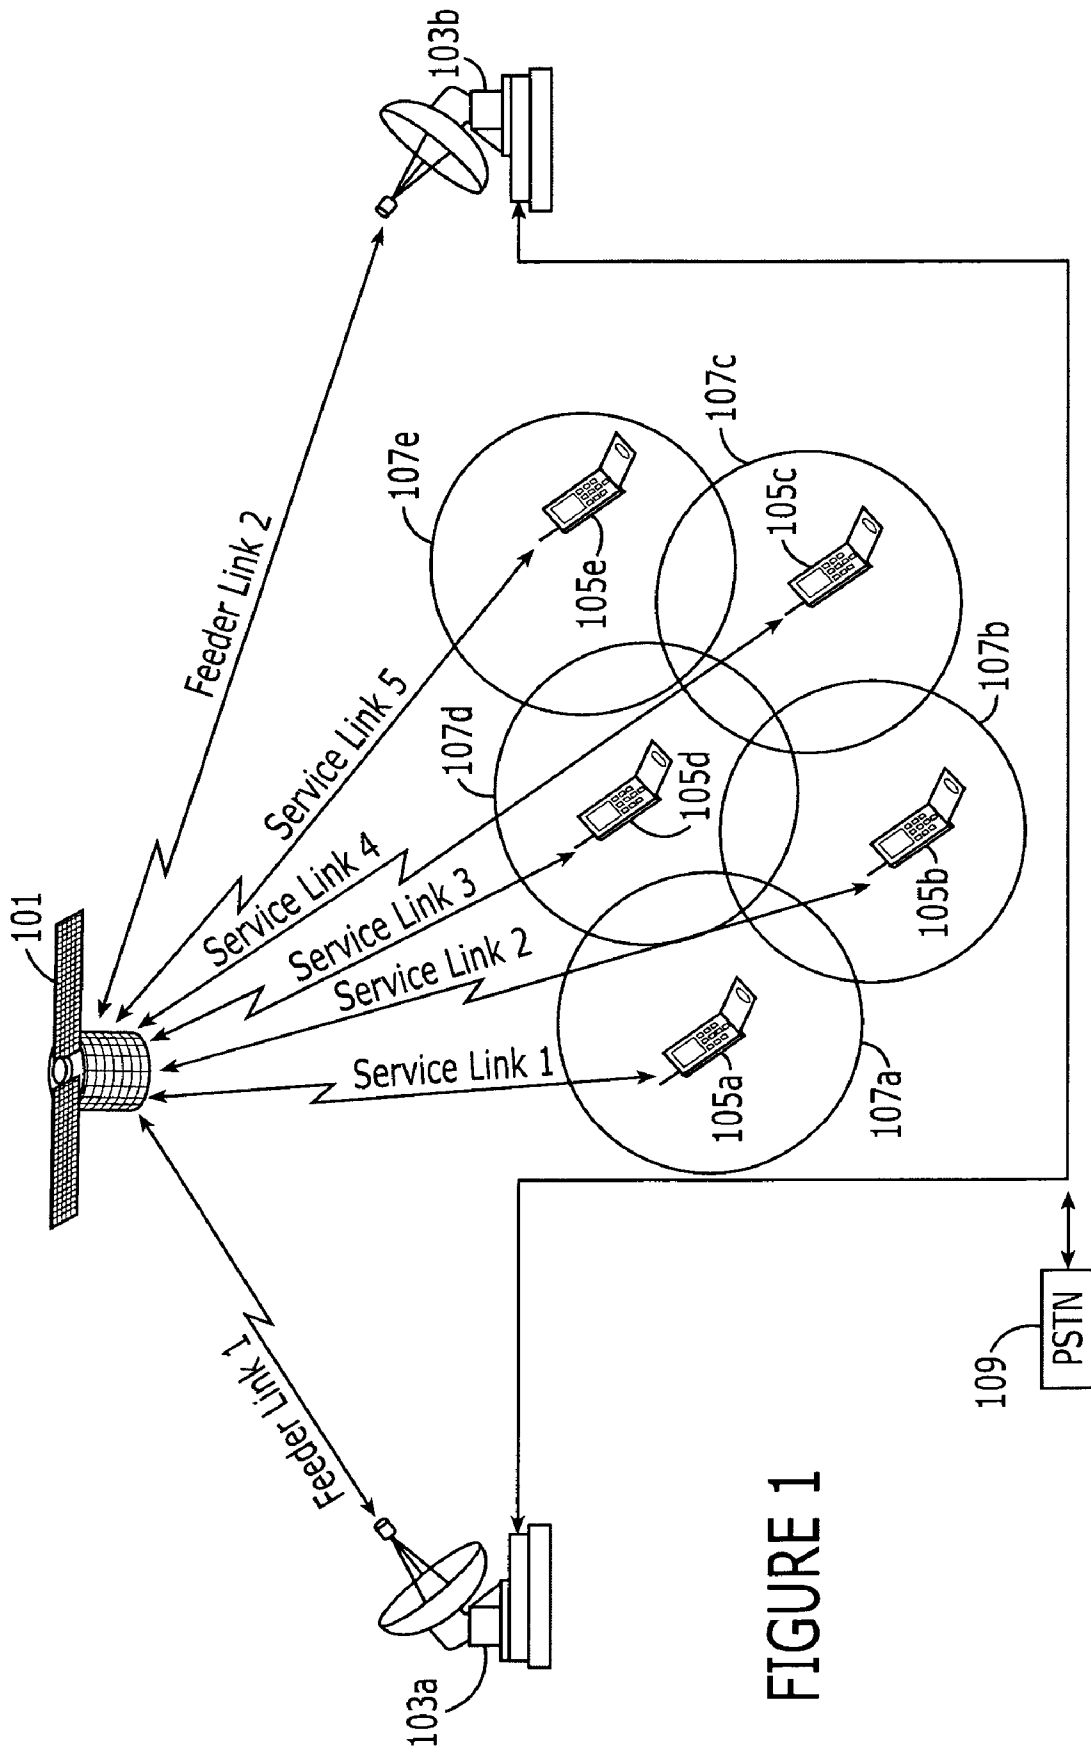 101
103b
Feeder Link 2
Feeder Link 1
Service Link 5
Service Link 4
Service Link 3
Service Link 2
Service Link 1
107e
107d
107c
105e
105c
105d
103a
105a
105b
107a
107b
109
PSTN
FIGURE 1